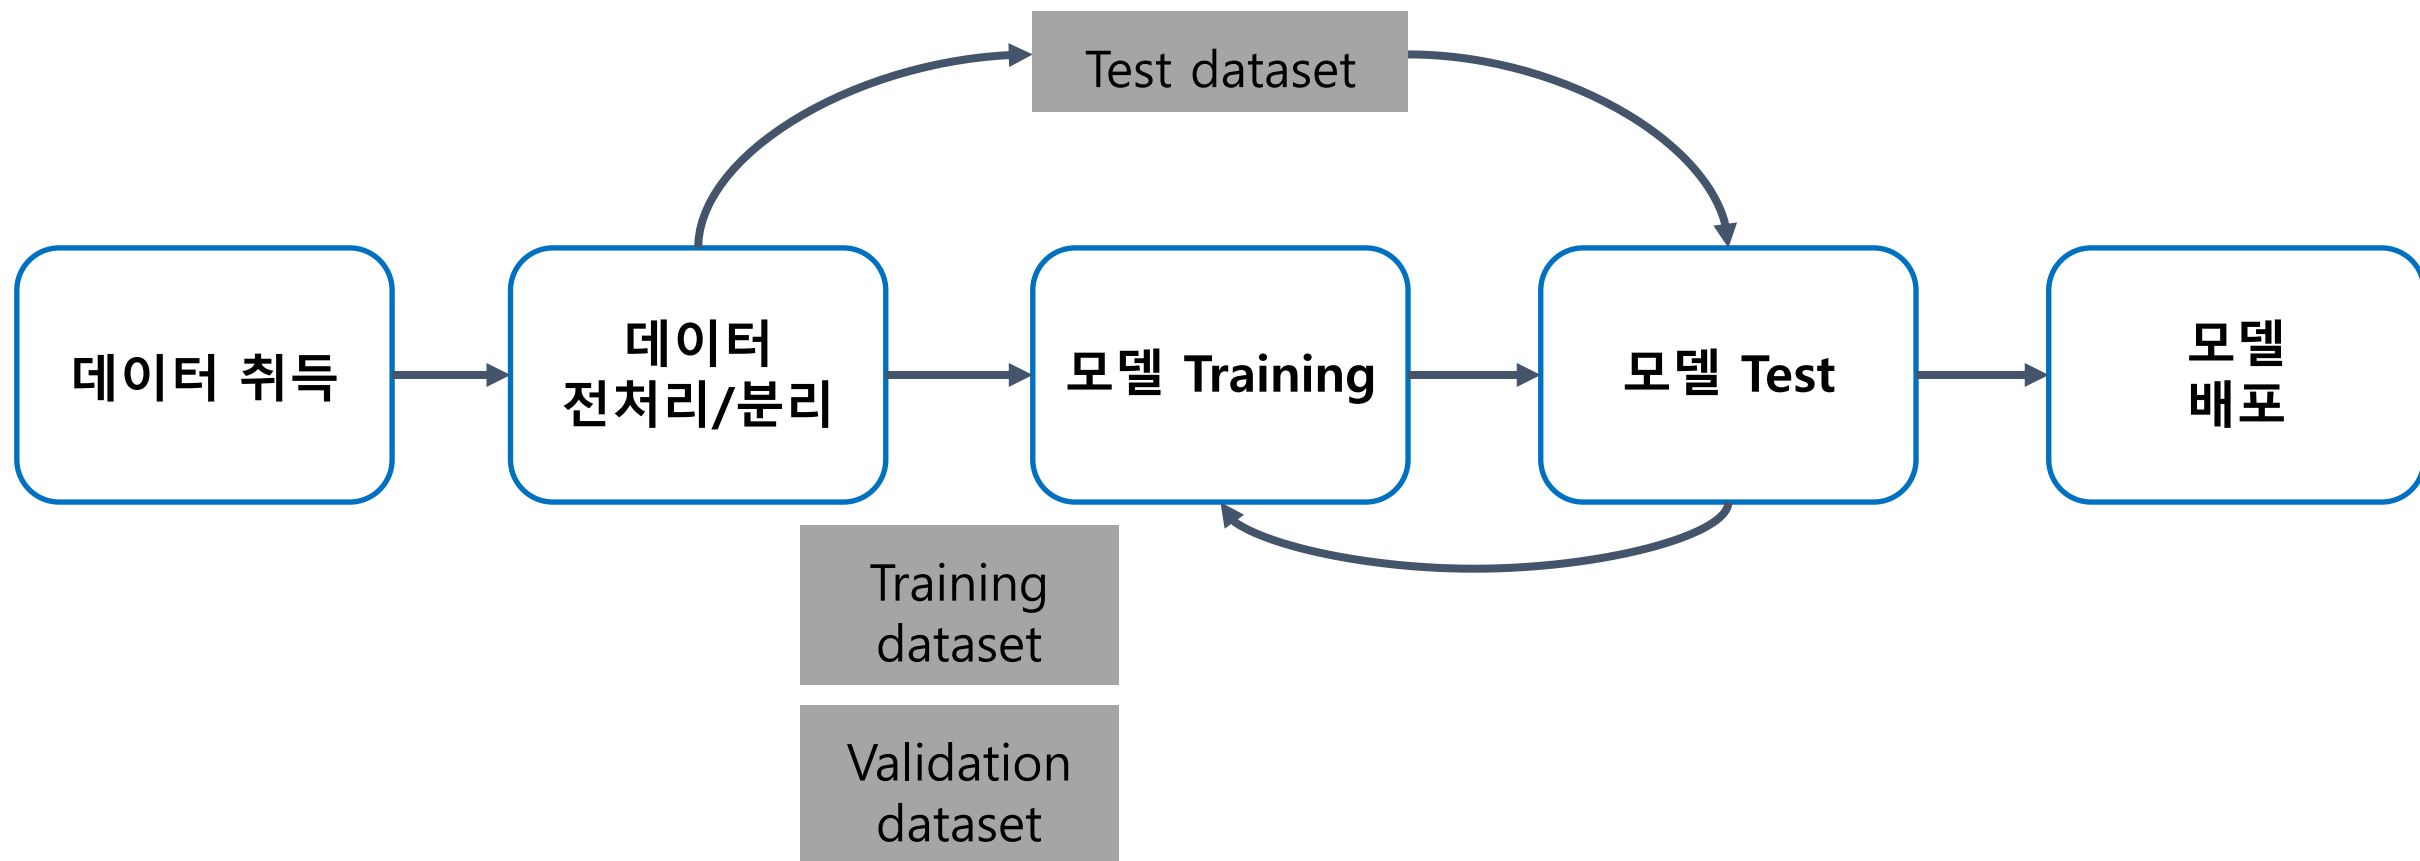 Test dataset
데이터 취득
데이터
전처리/분리
모델 Training
모델 Test
모델
배포
Training
dataset
Validation
dataset